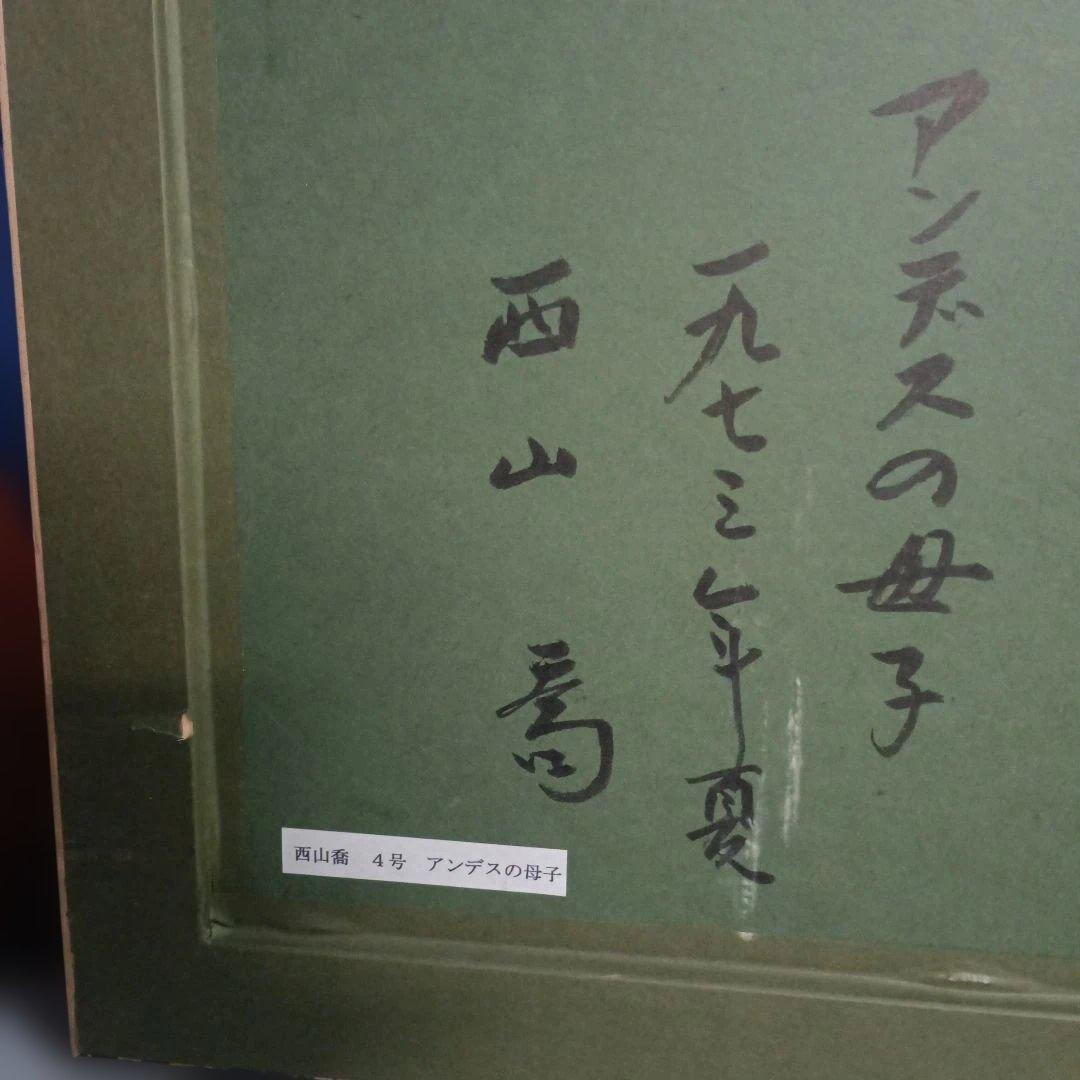 アンデスの母子
一九七三年夏
西山喬
西山喬 4号 アンデスの母子